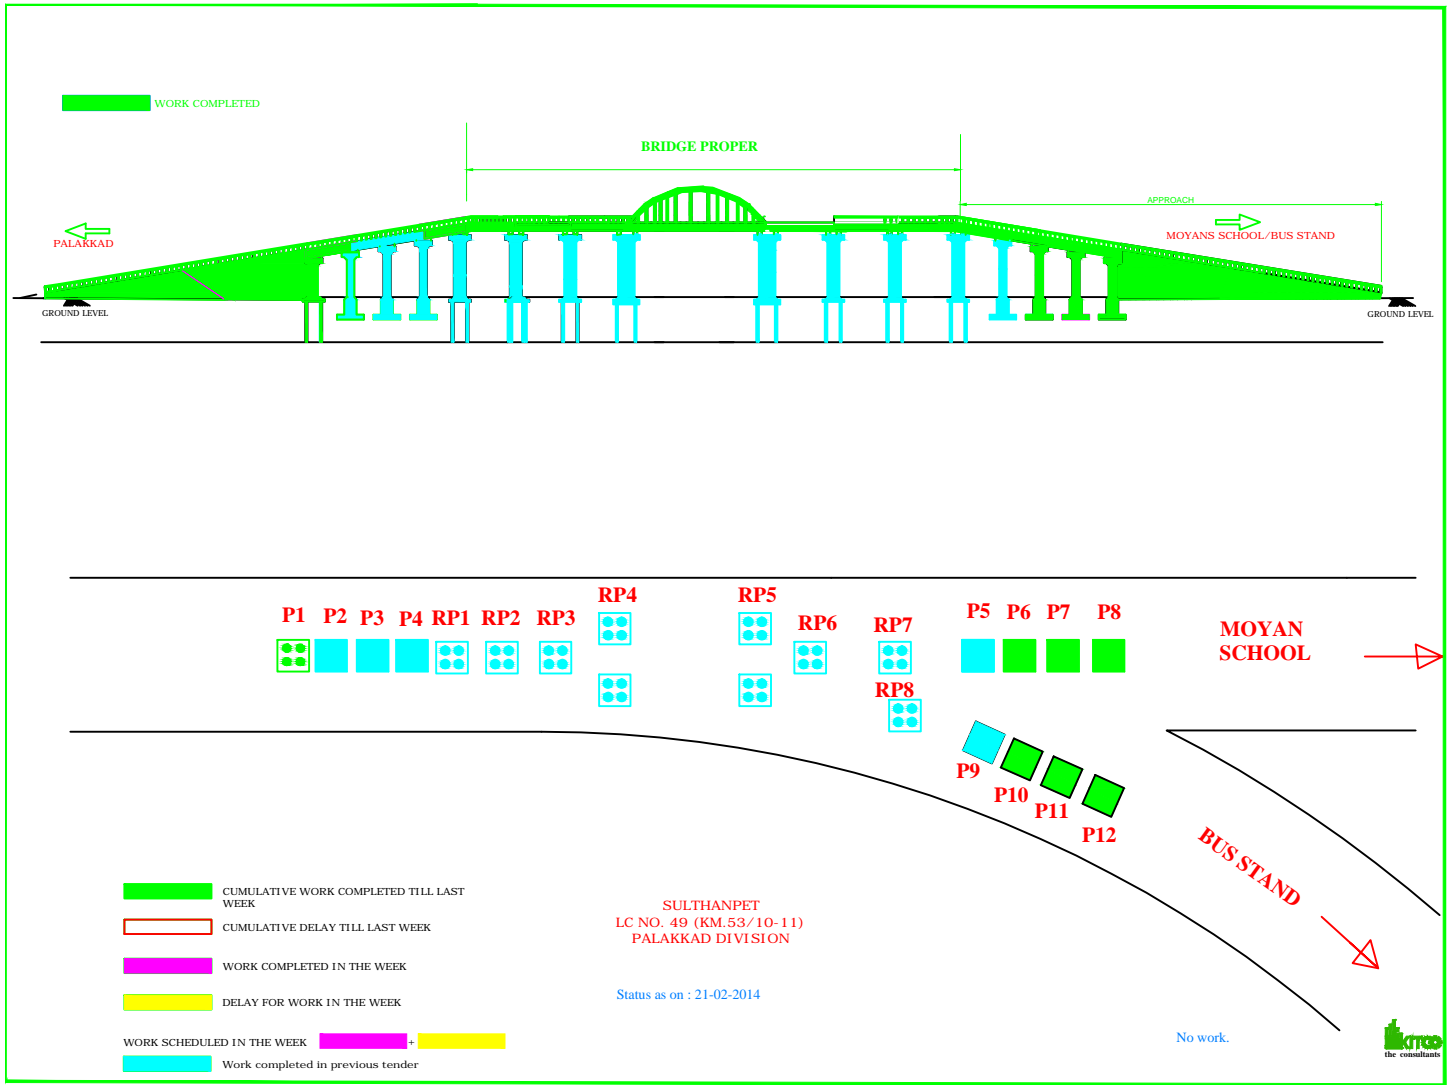 WORK COMPLETED
BRIDGE PROPER
APPROACH
PALAKKAD
MOYANS SCHOOL/BUS STAND
GROUND LEVEL
GROUND LEVEL
P1 P2 P3 P4 RP1 RP2 RP3 RP4 RP5 RP6 RP7 P5 P6 P7 P8
MOYAN
SCHOOL
RP8
P9
P10
P11
P12
BUS STAND
CUMULATIVE WORK COMPLETED TILL LAST
WEEK
CUMULATIVE DELAY TILL LAST WEEK
WORK COMPLETED IN THE WEEK
DELAY FOR WORK IN THE WEEK
WORK SCHEDULED IN THE WEEK +
Work completed in previous tender
SULTHANPET
LC NO. 49 (KM.53/10-11)
PALAKKAD DIVISION
Status as on : 21-02-2014
No work.
KITCO
the consultants